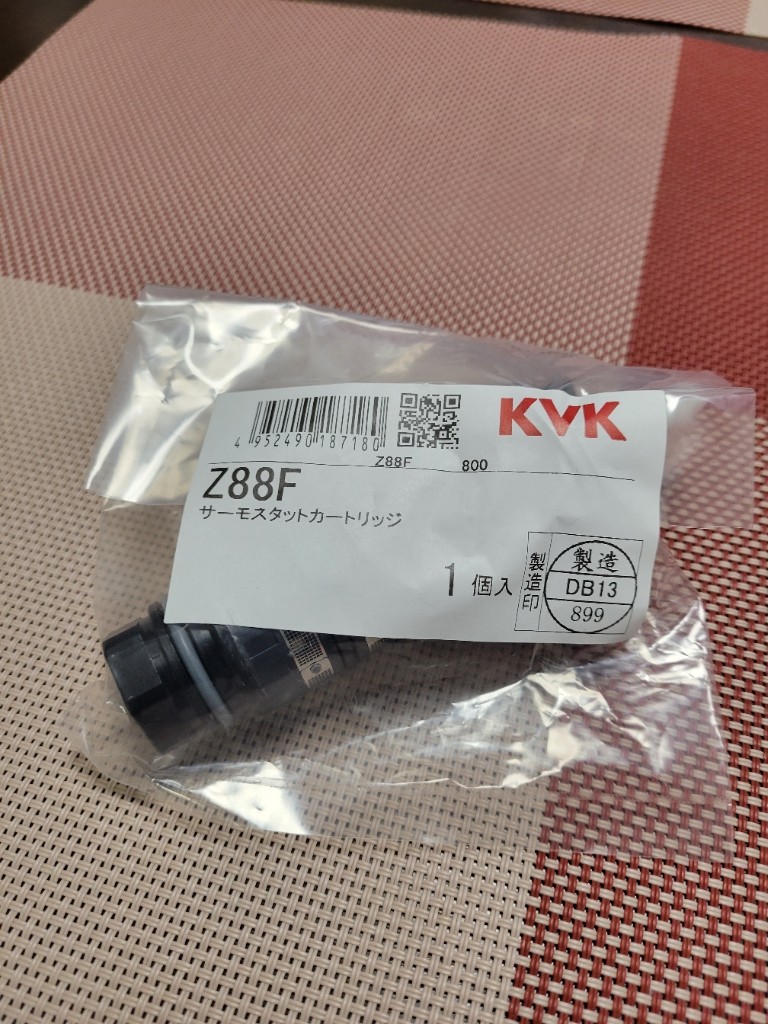 KVK
4 952490 187180
Z88F 800
Z88F
サーモスタットカートリッジ
1 個入
製造印
製造
DB13
899